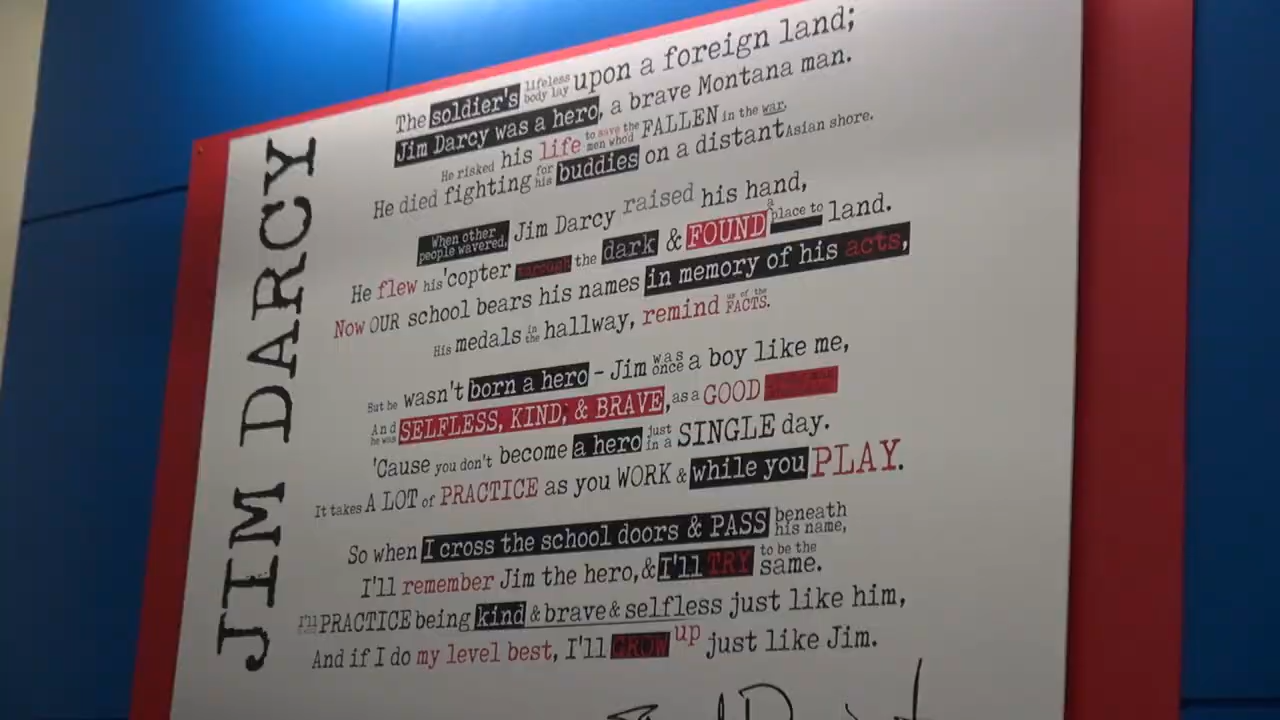 JIM DARCY
The soldier's lifeless body lay upon a foreign land;
Jim Darcy was a hero, a brave Montana man.
He risked his life to save the men who'd FALLEN in the war.
He died fighting for his buddies on a distant Asian shore.
When other people wavered, Jim Darcy raised his hand,
He flew his 'copter through the dark & FOUND a place to land.
Now OUR school bears his names in memory of his acts,
His medals in the hallway, remind us of the FACTS.
But he wasn't born a hero - Jim was once a boy like me,
And he was SELFLESS, KIND, & BRAVE, as a GOOD
'Cause you don't become a hero just in a SINGLE day.
It takes A LOT of PRACTICE as you WORK & while you PLAY.
So when I cross the school doors & PASS beneath his name,
I'll remember Jim the hero, & I'll TRY to be the same.
I'll PRACTICE being kind & brave & selfless just like him,
And if I do my level best, I'll GROW up just like Jim.